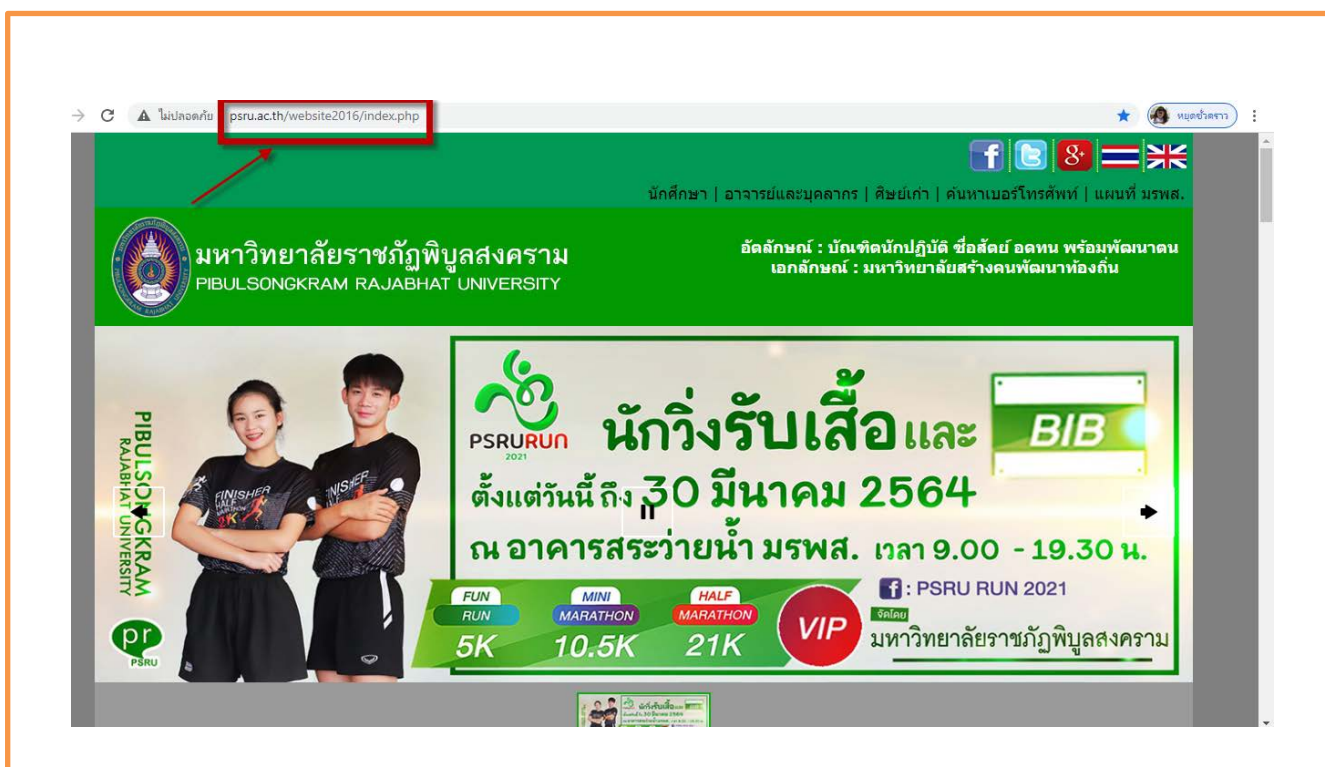 ไม่ปลอดภัย psru.ac.th/website2016/index.php หยุดชั่วคราว
นักศึกษา | อาจารย์และบุคลากร | ศิษย์เก่า | ค้นหาเบอร์โทรศัพท์ | แผนที่ มรพส.
มหาวิทยาลัยราชภัฏพิบูลสงคราม
PIBULSONGKRAM RAJABHAT UNIVERSITY
อัตลักษณ์ : บัณฑิตนักปฏิบัติ ซื่อสัตย์ อดทน พร้อมพัฒนาตน
เอกลักษณ์ : มหาวิทยาลัยสร้างคนพัฒนาท้องถิ่น
PIBULSONGKRAM
RAJABHAT UNIVERSITY
pr
PSRU
FINISHER
HALF MARATHON
21K
PSRURUN
2021
นักวิ่งรับเสื้อและ BIB
ตั้งแต่วันนี้ ถึง 30 มีนาคม 2564
ณ อาคารสระว่ายน้ำ มรพส. เวลา 9.00 - 19.30 น.
FUN RUN 5K
MINI MARATHON 10.5K
HALF MARATHON 21K
VIP
: PSRU RUN 2021
จัดโดย
มหาวิทยาลัยราชภัฏพิบูลสงคราม